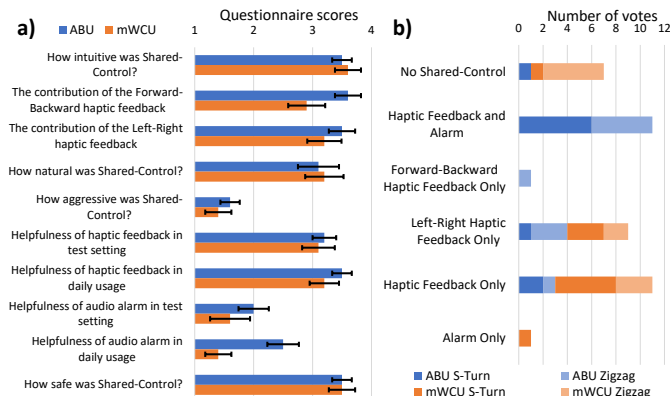 a)
ABU
mWCU
Questionnaire scores
1 2 3 4
How intuitive was Shared-
Control?
The contribution of the Forward-
Backward haptic feedback
The contribution of the Left-Right
haptic feedback
How natural was Shared-Control?
How aggressive was Shared-
Control?
Helpfulness of haptic feedback in
test setting
Helpfulness of haptic feedback in
daily usage
Helpfulness of audio alarm in test
setting
Helpfulness of audio alarm in
daily usage
How safe was Shared-Control?
b)
Number of votes
0 2 4 6 8 10 12
No Shared-Control
Haptic Feedback and
Alarm
Forward-Backward
Haptic Feedback Only
Left-Right Haptic
Feedback Only
Haptic Feedback Only
Alarm Only
ABU S-Turn
ABU Zigzag
mWCU S-Turn
mWCU Zigzag